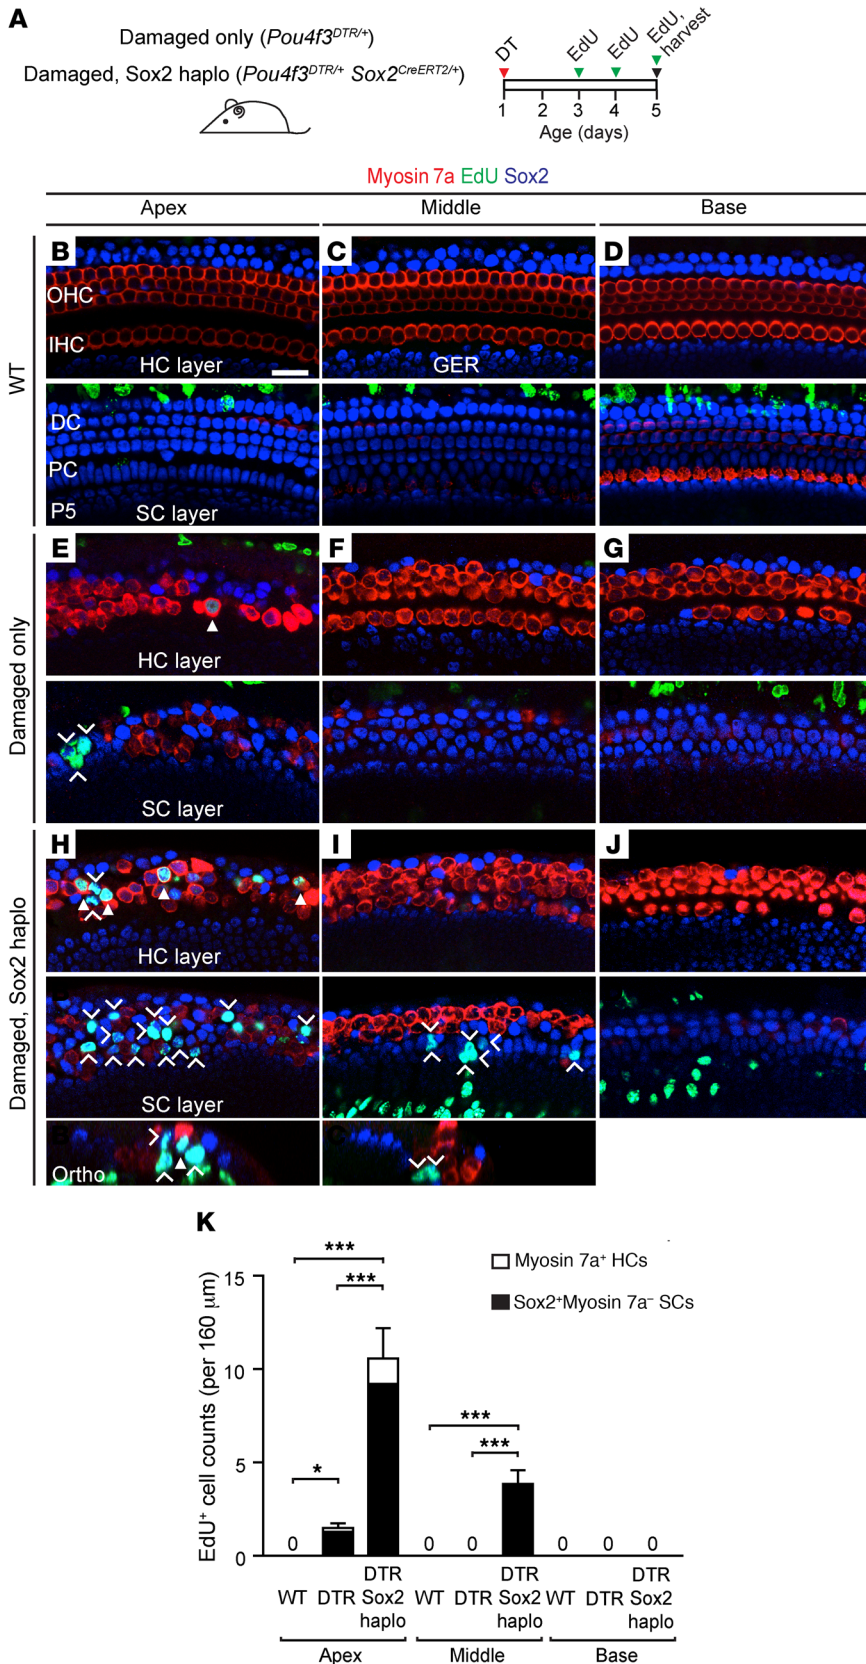 A
Damaged only (Pou4f3DTR/+)
Damaged, Sox2 haplo (Pou4f3DTR/+ Sox2CreERT2/+)
DT
EdU
EdU
EdU,
harvest
1 2 3 4 5
Age (days)
Myosin 7a EdU Sox2
Apex Middle Base
WT
B C D
OHC
IHC
HC layer
GER
DC
PC
P5
SC layer
Damaged only
E F G
HC layer
SC layer
Damaged, Sox2 haplo
H I J
HC layer
SC layer
Ortho
K
EdU+ cell counts (per 160 μm)
15
10
5
0
***
***
*
***
***
Myosin 7a+ HCs
Sox2+Myosin 7a− SCs
0 0 0 0 0 0
WT DTR DTR Sox2 haplo WT DTR DTR Sox2 haplo WT DTR DTR Sox2 haplo
Apex Middle Base